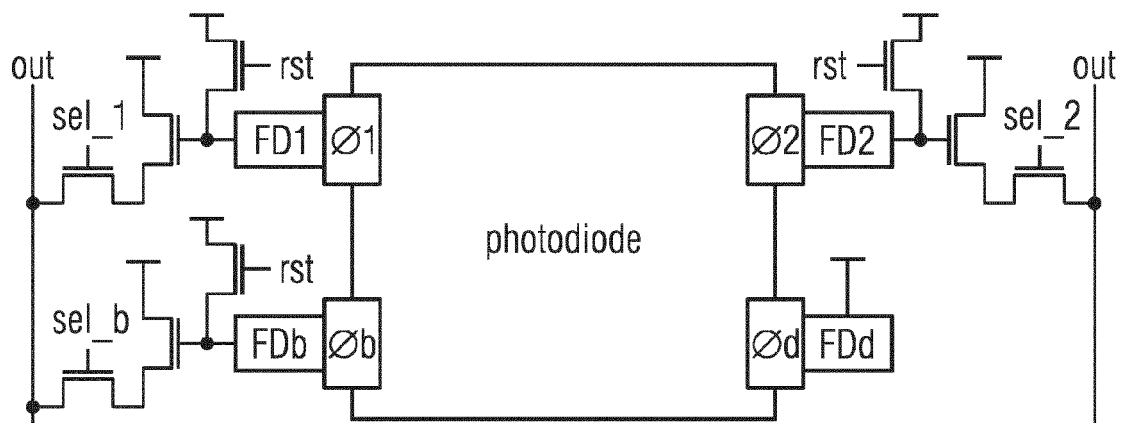 out
sel_1
rst
FD1
Ø1
Ø2
FD2
rst
sel_2
out
photodiode
sel_b
rst
FDb
Øb
Ød
FDd